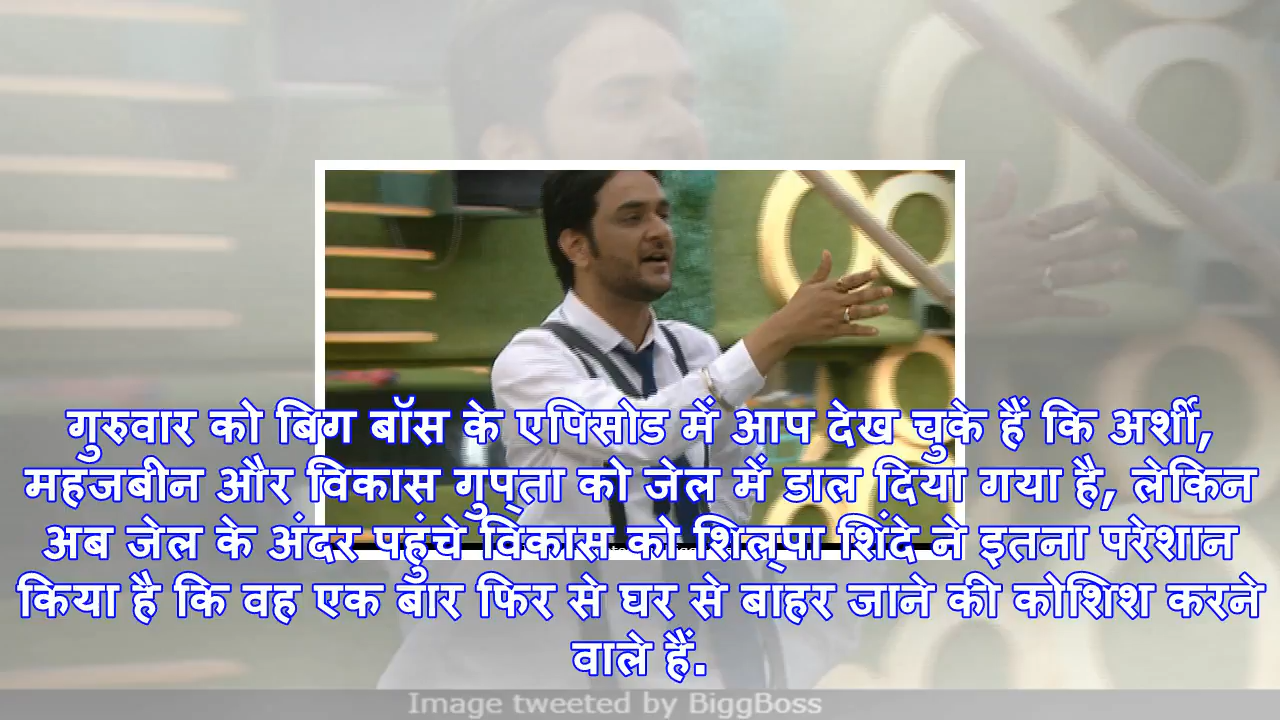 गुरुवार को बिग बॉस के एपिसोड में आप देख चुके हैं कि अर्शी,
महजबीन और विकास गुप्ता को जेल में डाल दिया गया है, लेकिन
अब जेल के अंदर पहुंचे विकास को शिल्पा शिंदे ने इतना परेशान
किया है कि वह एक बार फिर से घर से बाहर जाने की कोशिश करने
वाले हैं.
Image tweeted by BiggBoss